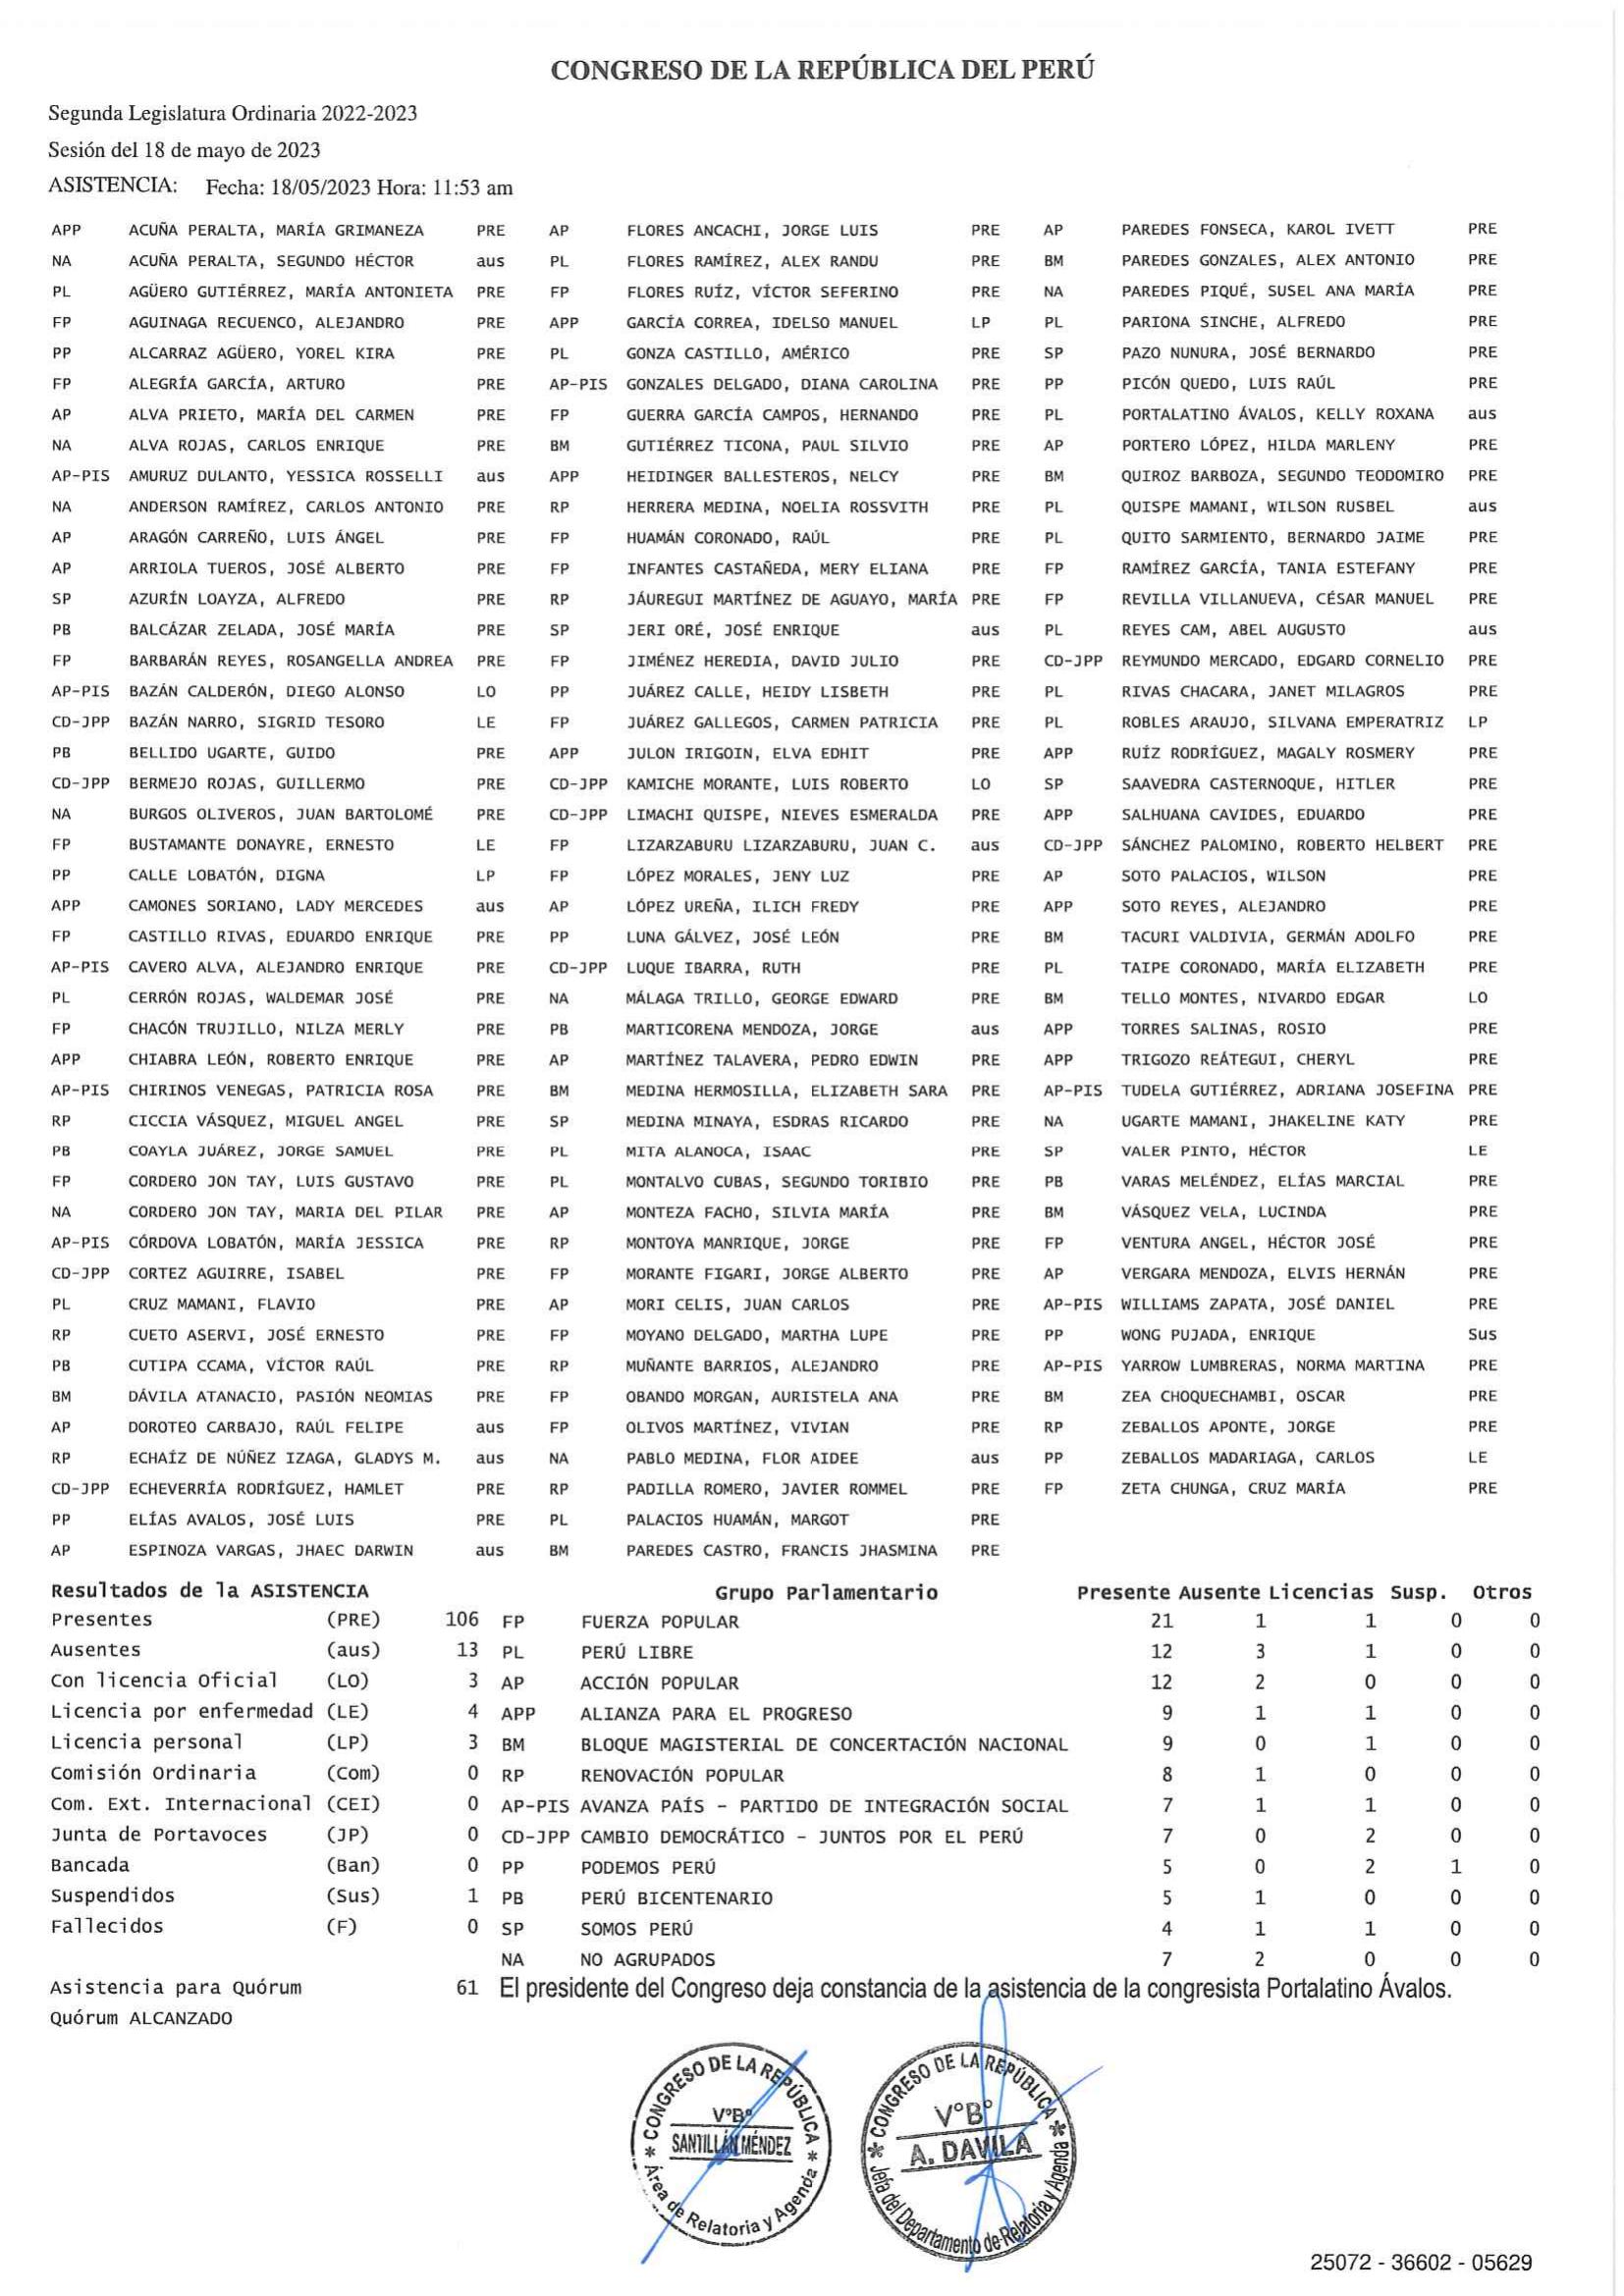 CONGRESO DE LA REPÚBLICA DEL PERÚ
Segunda Legislatura Ordinaria 2022-2023
Sesión del 18 de mayo de 2023
ASISTENCIA: Fecha: 18/05/2023 Hora: 11:53 am
APP ACUÑA PERALTA, MARÍA GRIMANEZA PRE AP FLORES ANCACHI, JORGE LUIS PRE AP PAREDES FONSECA, KAROL IVETT PRE
NA ACUÑA PERALTA, SEGUNDO HÉCTOR aus PL FLORES RAMÍREZ, ALEX RANDU PRE BM PAREDES GONZALES, ALEX ANTONIO PRE
PL AGÜERO GUTIÉRREZ, MARÍA ANTONIETA PRE FP FLORES RUÍZ, VÍCTOR SEFERINO PRE NA PAREDES PIQUÉ, SUSEL ANA MARÍA PRE
FP AGUINAGA RECUENCO, ALEJANDRO PRE APP GARCÍA CORREA, IDELSO MANUEL LP PL PARIONA SINCHE, ALFREDO PRE
PP ALCARRAZ AGÜERO, YOREL KIRA PRE PL GONZA CASTILLO, AMÉRICO PRE SP PAZO NUNURA, JOSÉ BERNARDO PRE
FP ALEGRÍA GARCÍA, ARTURO PRE AP-PIS GONZALES DELGADO, DIANA CAROLINA PRE PP PICÓN QUEDO, LUIS RAÚL PRE
AP ALVA PRIETO, MARÍA DEL CARMEN PRE FP GUERRA GARCÍA CAMPOS, HERNANDO PRE PL PORTALATINO ÁVALOS, KELLY ROXANA aus
NA ALVA ROJAS, CARLOS ENRIQUE PRE BM GUTIÉRREZ TICONA, PAUL SILVIO PRE AP PORTERO LÓPEZ, HILDA MARLENY PRE
AP-PIS AMURUZ DULANTO, YESSICA ROSSELLI aus APP HEIDINGER BALLESTEROS, NELCY PRE BM QUIROZ BARBOZA, SEGUNDO TEODOMIRO PRE
NA ANDERSON RAMÍREZ, CARLOS ANTONIO PRE RP HERRERA MEDINA, NOELIA ROSSVITH PRE PL QUISPE MAMANI, WILSON RUSBEL aus
AP ARAGÓN CARREÑO, LUIS ÁNGEL PRE FP HUAMÁN CORONADO, RAÚL PRE PL QUITO SARMIENTO, BERNARDO JAIME PRE
AP ARRIOLA TUEROS, JOSÉ ALBERTO PRE FP INFANTES CASTAÑEDA, MERY ELIANA PRE FP RAMÍREZ GARCÍA, TANIA ESTEFANY PRE
SP AZURÍN LOAYZA, ALFREDO PRE RP JÁUREGUI MARTÍNEZ DE AGUAYO, MARÍA PRE FP REVILLA VILLANUEVA, CÉSAR MANUEL PRE
PB BALCÁZAR ZELADA, JOSÉ MARÍA PRE SP JERI ORÉ, JOSÉ ENRIQUE aus PL REYES CAM, ABEL AUGUSTO aus
FP BARBARÁN REYES, ROSANGELLA ANDREA PRE FP JIMÉNEZ HEREDIA, DAVID JULIO PRE CD-JPP REYMUNDO MERCADO, EDGARD CORNELIO PRE
AP-PIS BAZÁN CALDERÓN, DIEGO ALONSO LO PP JUÁREZ CALLE, HEIDY LISBETH PRE PL RIVAS CHACARA, JANET MILAGROS PRE
CD-JPP BAZÁN NARRO, SIGRID TESORO LE FP JUÁREZ GALLEGOS, CARMEN PATRICIA PRE PL ROBLES ARAUJO, SILVANA EMPERATRIZ LP
PB BELLIDO UGARTE, GUIDO PRE APP JULON IRIGOIN, ELVA EDHIT PRE APP RUÍZ RODRÍGUEZ, MAGALY ROSMERY PRE
CD-JPP BERMEJO ROJAS, GUILLERMO PRE CD-JPP KAMICHE MORANTE, LUIS ROBERTO LO SP SAAVEDRA CASTERNOQUE, HITLER PRE
NA BURGOS OLIVEROS, JUAN BARTOLOMÉ PRE CD-JPP LIMACHI QUISPE, NIEVES ESMERALDA PRE APP SALHUANA CAVIDES, EDUARDO PRE
FP BUSTAMANTE DONAYRE, ERNESTO LE FP LIZARZABURU LIZARZABURU, JUAN C. aus CD-JPP SÁNCHEZ PALOMINO, ROBERTO HELBERT PRE
PP CALLE LOBATÓN, DIGNA LP FP LÓPEZ MORALES, JENY LUZ PRE AP SOTO PALACIOS, WILSON PRE
APP CAMONES SORIANO, LADY MERCEDES aus AP LÓPEZ UREÑA, ILICH FREDY PRE APP SOTO REYES, ALEJANDRO PRE
FP CASTILLO RIVAS, EDUARDO ENRIQUE PRE PP LUNA GÁLVEZ, JOSÉ LEÓN PRE BM TACURI VALDIVIA, GERMÁN ADOLFO PRE
AP-PIS CAVERO ALVA, ALEJANDRO ENRIQUE PRE CD-JPP LUQUE IBARRA, RUTH PRE PL TAIPE CORONADO, MARÍA ELIZABETH PRE
PL CERRÓN ROJAS, WALDEMAR JOSÉ PRE NA MÁLAGA TRILLO, GEORGE EDWARD PRE BM TELLO MONTES, NIVARDO EDGAR LO
FP CHACÓN TRUJILLO, NILZA MERLY PRE PB MARTICORENA MENDOZA, JORGE aus APP TORRES SALINAS, ROSIO PRE
APP CHIABRA LEÓN, ROBERTO ENRIQUE PRE AP MARTÍNEZ TALAVERA, PEDRO EDWIN PRE APP TRIGOZO REÁTEGUI, CHERYL PRE
AP-PIS CHIRINOS VENEGAS, PATRICIA ROSA PRE BM MEDINA HERMOSILLA, ELIZABETH SARA PRE AP-PIS TUDELA GUTIÉRREZ, ADRIANA JOSEFINA PRE
RP CICCIA VÁSQUEZ, MIGUEL ANGEL PRE SP MEDINA MINAYA, ESDRAS RICARDO PRE NA UGARTE MAMANI, JHAKELINE KATY PRE
PB COAYLA JUÁREZ, JORGE SAMUEL PRE PL MITA ALANOCA, ISAAC PRE SP VALER PINTO, HÉCTOR LE
FP CORDERO JON TAY, LUIS GUSTAVO PRE PL MONTALVO CUBAS, SEGUNDO TORIBIO PRE PB VARAS MELÉNDEZ, ELÍAS MARCIAL PRE
NA CORDERO JON TAY, MARIA DEL PILAR PRE AP MONTEZA FACHO, SILVIA MARÍA PRE BM VÁSQUEZ VELA, LUCINDA PRE
AP-PIS CÓRDOVA LOBATÓN, MARÍA JESSICA PRE RP MONTOYA MANRIQUE, JORGE PRE FP VENTURA ANGEL, HÉCTOR JOSÉ PRE
CD-JPP CORTEZ AGUIRRE, ISABEL PRE FP MORANTE FIGARI, JORGE ALBERTO PRE AP VERGARA MENDOZA, ELVIS HERNÁN PRE
PL CRUZ MAMANI, FLAVIO PRE AP MORI CELIS, JUAN CARLOS PRE AP-PIS WILLIAMS ZAPATA, JOSÉ DANIEL PRE
RP CUETO ASERVI, JOSÉ ERNESTO PRE FP MOYANO DELGADO, MARTHA LUPE PRE PP WONG PUJADA, ENRIQUE Sus
PB CUTIPA CCAMA, VÍCTOR RAÚL PRE RP MUÑANTE BARRIOS, ALEJANDRO PRE AP-PIS YARROW LUMBRERAS, NORMA MARTINA PRE
BM DÁVILA ATANACIO, PASIÓN NEOMIAS PRE FP OBANDO MORGAN, AURISTELA ANA PRE BM ZEA CHOQUECHAMBI, OSCAR PRE
AP DOROTEO CARBAJO, RAÚL FELIPE aus FP OLIVOS MARTÍNEZ, VIVIAN PRE RP ZEBALLOS APONTE, JORGE PRE
RP ECHAÍZ DE NÚÑEZ IZAGA, GLADYS M. aus NA PABLO MEDINA, FLOR AIDEE aus PP ZEBALLOS MADARIAGA, CARLOS LE
CD-JPP ECHEVERRÍA RODRÍGUEZ, HAMLET PRE RP PADILLA ROMERO, JAVIER ROMMEL PRE FP ZETA CHUNGA, CRUZ MARÍA PRE
PP ELÍAS AVALOS, JOSÉ LUIS PRE PL PALACIOS HUAMÁN, MARGOT PRE
AP ESPINOZA VARGAS, JHAEC DARWIN aus BM PAREDES CASTRO, FRANCIS JHASMINA PRE
Resultados de la ASISTENCIA Grupo Parlamentario Presente Ausente Licencias Susp. Otros
Presentes (PRE) 106 FP FUERZA POPULAR 21 1 1 0 0
Ausentes (aus) 13 PL PERÚ LIBRE 12 3 1 0 0
Con licencia Oficial (LO) 3 AP ACCIÓN POPULAR 12 2 0 0 0
Licencia por enfermedad (LE) 4 APP ALIANZA PARA EL PROGRESO 9 1 1 0 0
Licencia personal (LP) 3 BM BLOQUE MAGISTERIAL DE CONCERTACIÓN NACIONAL 9 0 1 0 0
Comisión Ordinaria (Com) 0 RP RENOVACIÓN POPULAR 8 1 0 0 0
Com. Ext. Internacional (CEI) 0 AP-PIS AVANZA PAÍS - PARTIDO DE INTEGRACIÓN SOCIAL 7 1 1 0 0
Junta de Portavoces (JP) 0 CD-JPP CAMBIO DEMOCRÁTICO - JUNTOS POR EL PERÚ 7 0 2 0 0
Bancada (Ban) 0 PP PODEMOS PERÚ 5 0 2 1 0
Suspendidos (Sus) 1 PB PERÚ BICENTENARIO 5 1 0 0 0
Fallecidos (F) 0 SP SOMOS PERÚ 4 1 1 0 0
NA NO AGRUPADOS 7 2 0 0 0
Asistencia para Quórum 61 El presidente del Congreso deja constancia de la asistencia de la congresista Portalatino Ávalos.
Quórum ALCANZADO
* CONGRESO DE LA REPÚBLICA *
V°B°
SANTILLÁN MÉNDEZ
Área de Relatoria y Agenda
* CONGRESO DE LA REPÚBLICA *
V°B°
A. DAVILA
Jefa del Departamento de Relatoría y Agenda
25072 - 36602 - 05629